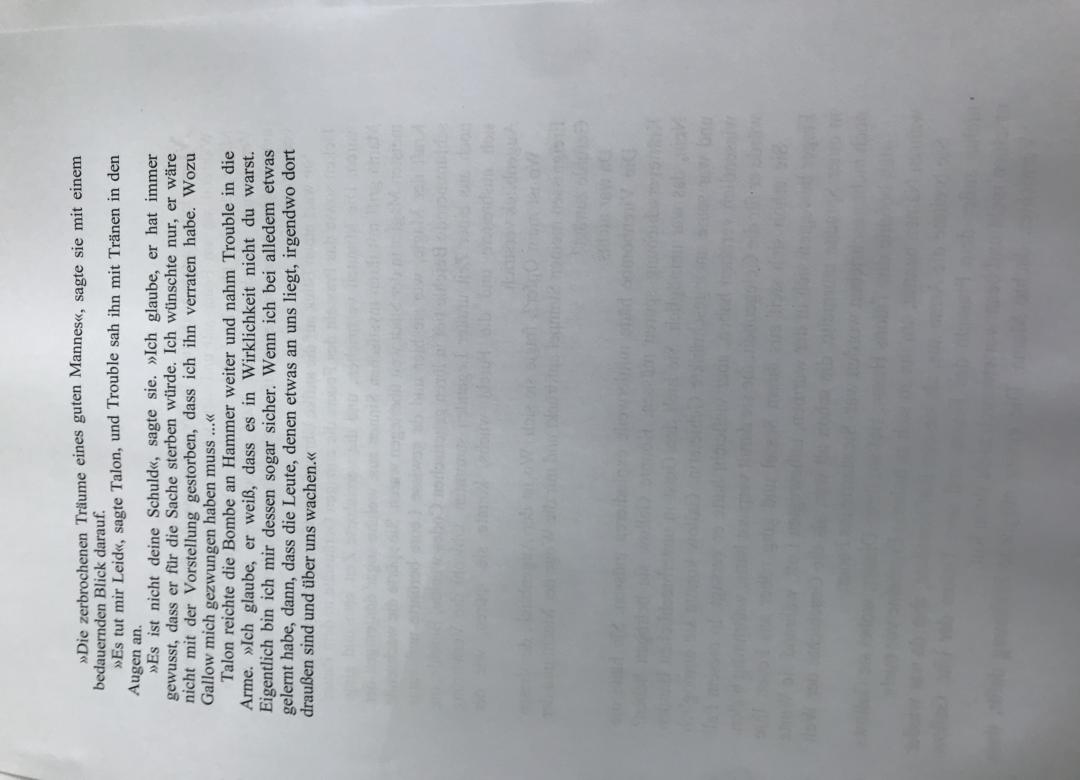 »Die zerbrochenen Träume eines guten Mannes«, sagte sie mit einem
bedauernden Blick darauf.
»Es tut mir Leid«, sagte Talon, und Trouble sah ihn mit Tränen in den
Augen an.
»Es ist nicht deine Schuld«, sagte sie. »Ich glaube, er hat immer
gewusst, dass er für die Sache sterben würde. Ich wünschte nur, er wäre
nicht mit der Vorstellung gestorben, dass ich ihn verraten habe. Wozu
Gallow mich gezwungen haben muss ...«
Talon reichte die Bombe an Hammer weiter und nahm Trouble in die
Arme. »Ich glaube, er weiß, dass es in Wirklichkeit nicht du warst.
Eigentlich bin ich mir dessen sogar sicher. Wenn ich bei alledem etwas
gelernt habe, dann, dass die Leute, denen etwas an uns liegt, irgendwo dort
draußen sind und über uns wachen.«